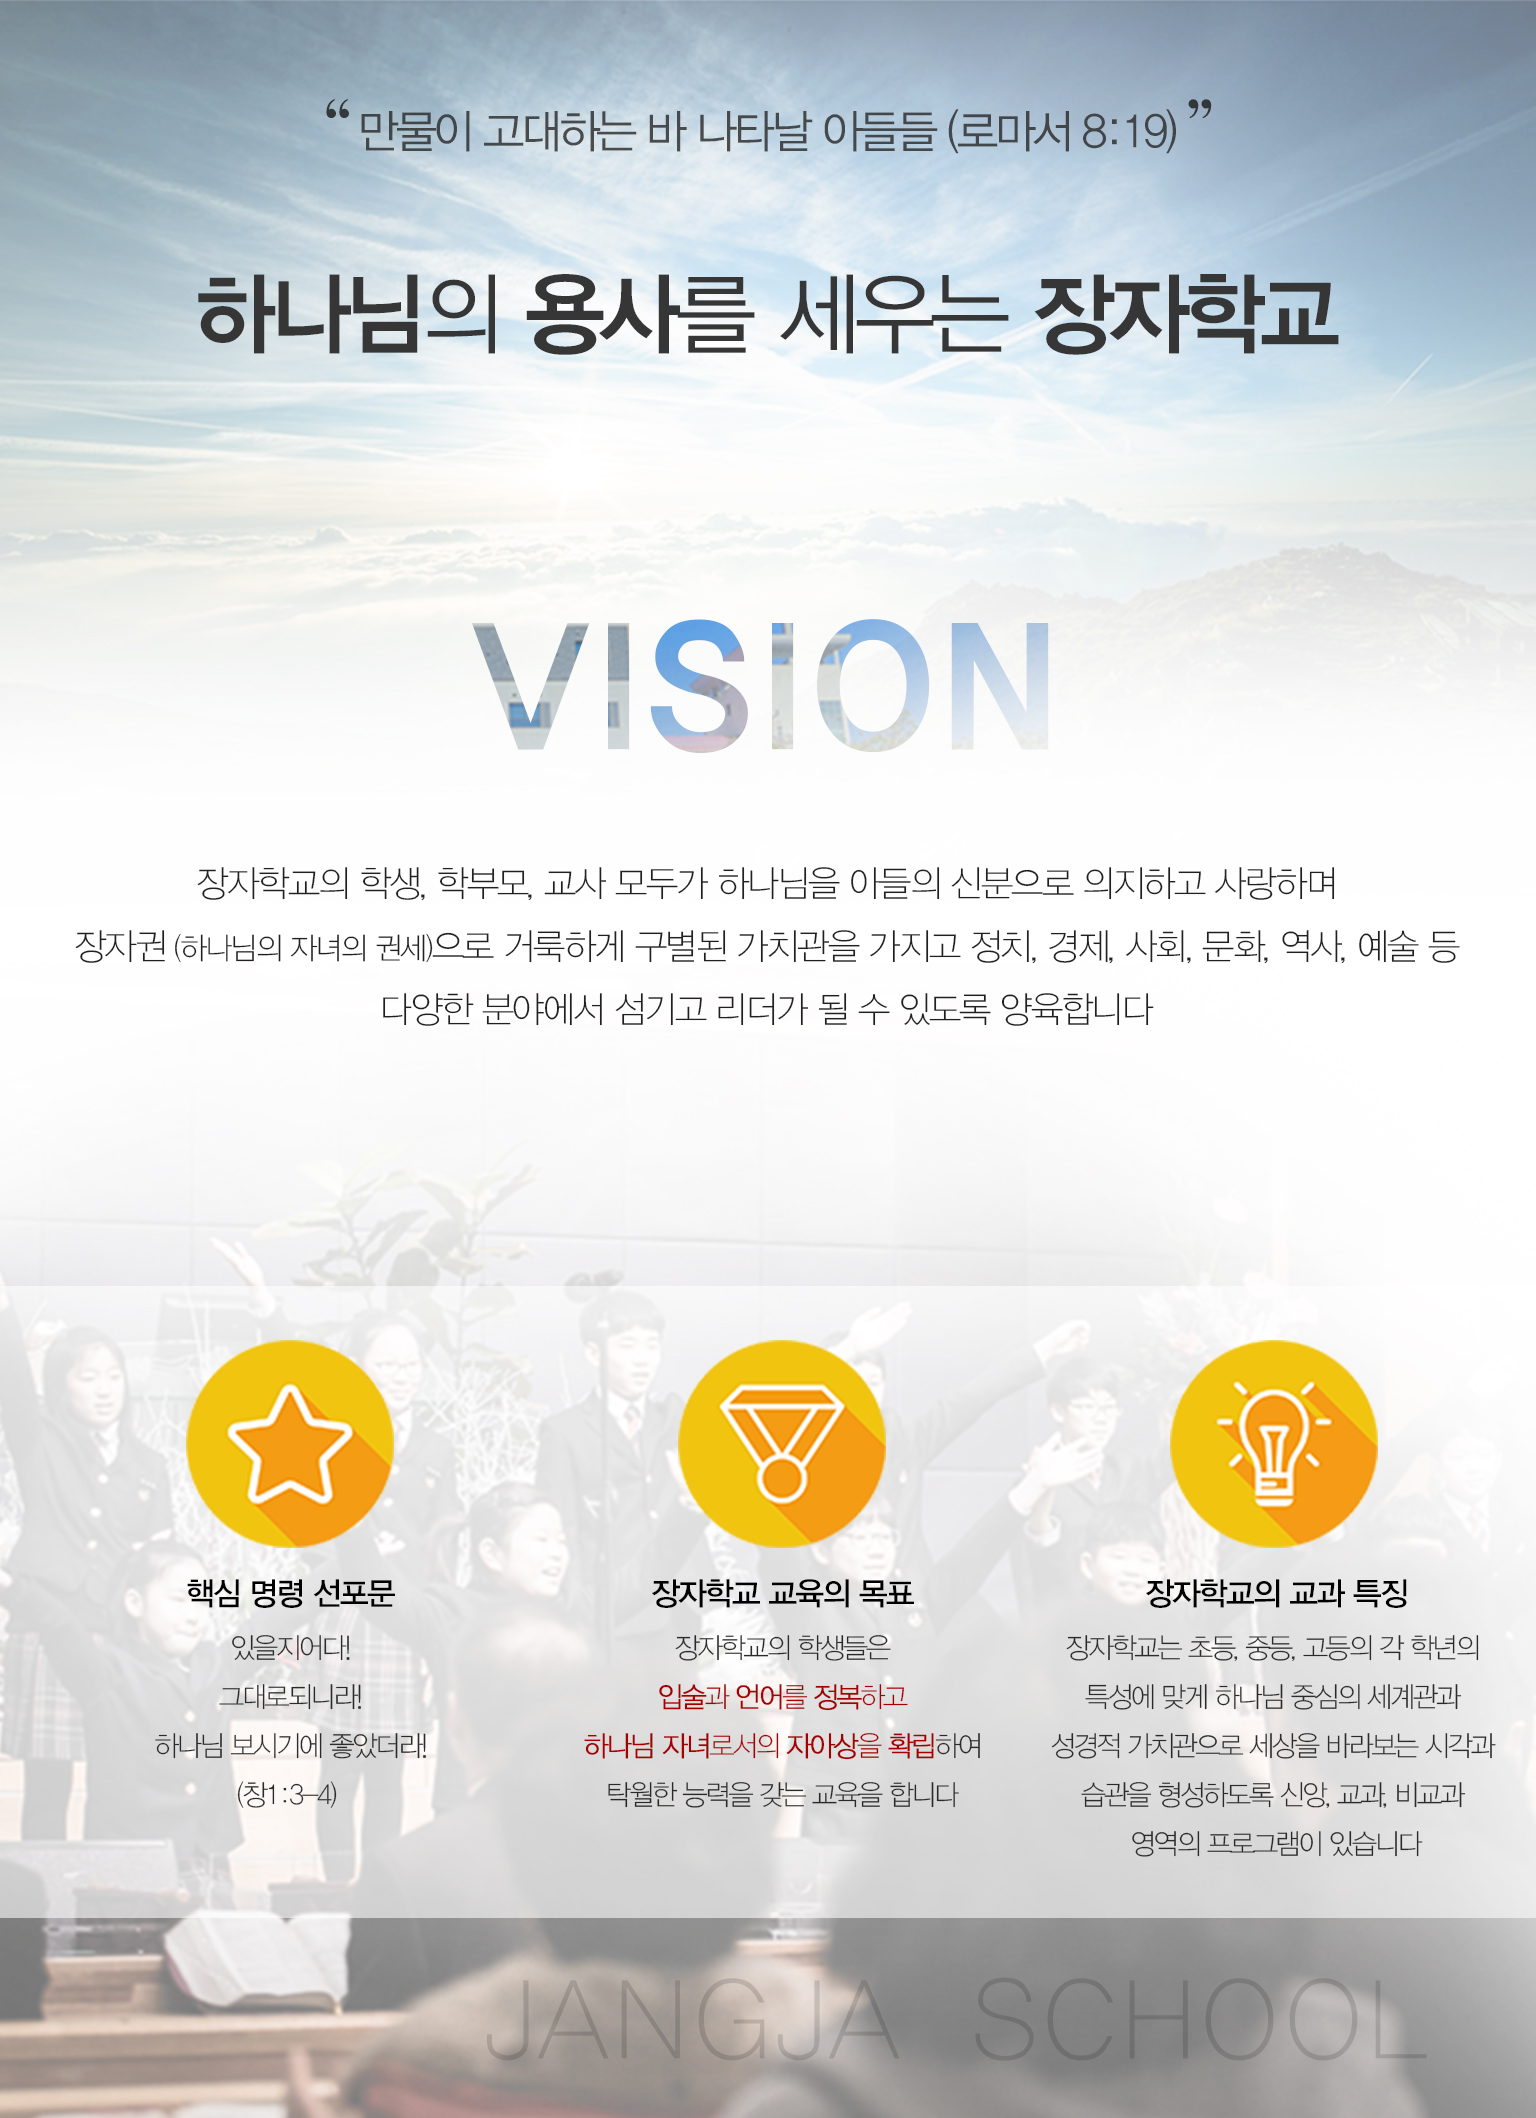 “ 만물이 고대하는 바 나타날 아들들 (로마서 8:19) ”
하나님의 용사를 세우는 장자학교
VISION
장자학교의 학생, 학부모, 교사 모두가 하나님을 아들의 신분으로 의지하고 사랑하며
장자권 (하나님의 자녀의 권세)으로 거룩하게 구별된 가치관을 가지고 정치, 경제, 사회, 문화, 역사, 예술 등
다양한 분야에서 섬기고 리더가 될 수 있도록 양육합니다
핵심 명령 선포문
있을지어다!
그대로되니라!
하나님 보시기에 좋았더라!
(창1:3-4)
장자학교 교육의 목표
장자학교의 학생들은
입술과 언어를 정복하고
하나님 자녀로서의 자아상을 확립하여
탁월한 능력을 갖는 교육을 합니다
장자학교의 교과 특징
장자학교는 초등, 중등, 고등의 각 학년의
특성에 맞게 하나님 중심의 세계관과
성경적 가치관으로 세상을 바라보는 시각과
습관을 형성하도록 신앙, 교과, 비교과
영역의 프로그램이 있습니다
JANGJA SCHOOL